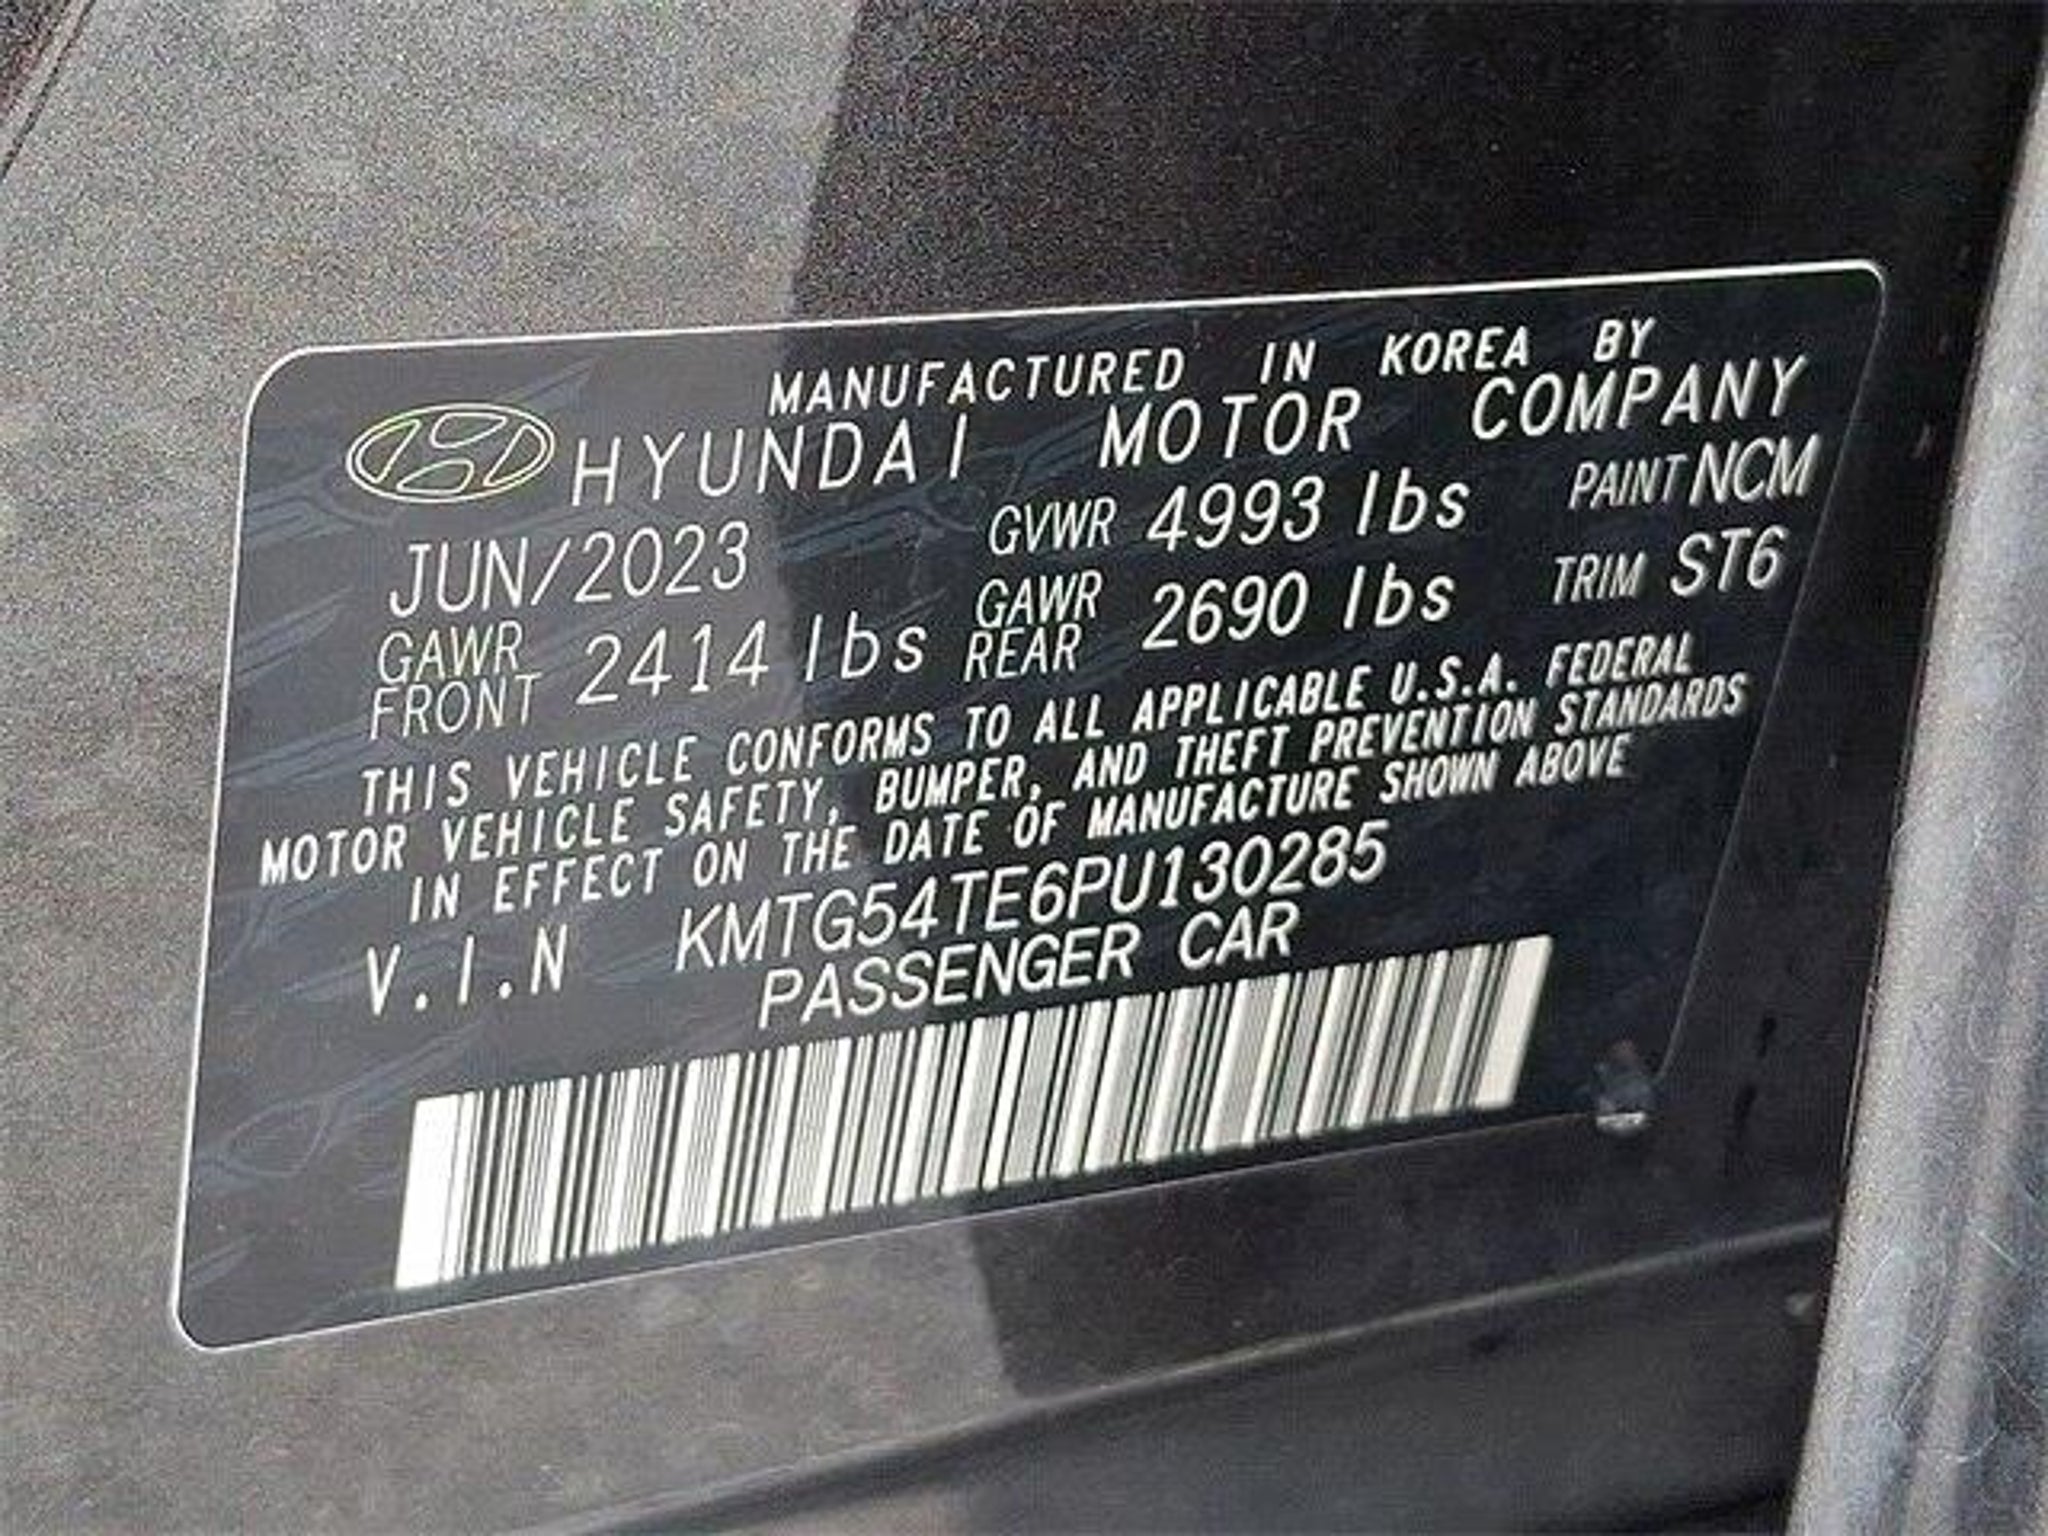 MANUFACTURED IN KOREA BY
HYUNDAI MOTOR COMPANY
JUN/2023 GVWR 4993 lbs PAINT NCM
GAWR FRONT 2414 lbs GAWR REAR 2690 lbs TRIM ST6
THIS VEHICLE CONFORMS TO ALL APPLICABLE U.S.A. FEDERAL
MOTOR VEHICLE SAFETY, BUMPER, AND THEFT PREVENTION STANDARDS
IN EFFECT ON THE DATE OF MANUFACTURE SHOWN ABOVE
V.I.N KMTG54TE6PU130285
PASSENGER CAR